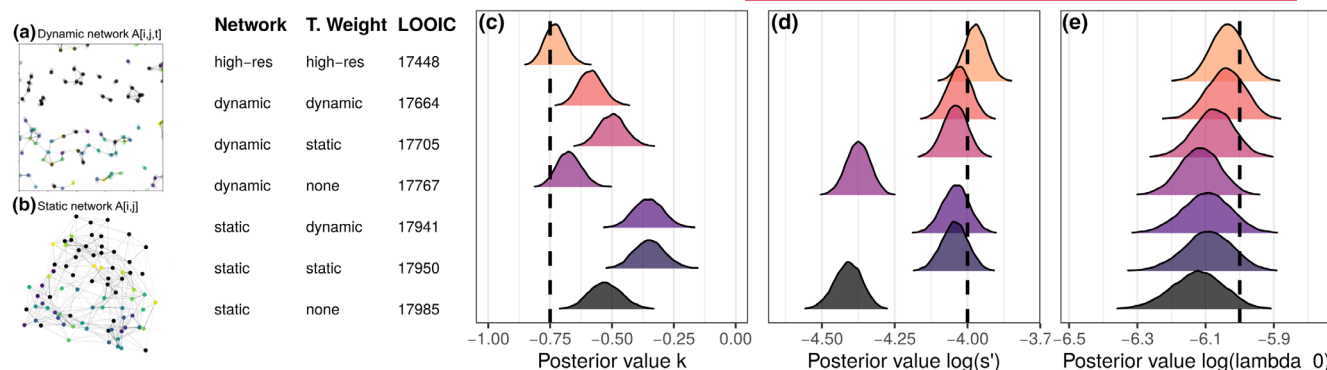 (a) Dynamic network A[i,j,t]
(b) Static network A[i,j]
Network T. Weight LOOIC
high−res high−res 17448
dynamic dynamic 17664
dynamic static 17705
dynamic none 17767
static dynamic 17941
static static 17950
static none 17985
(c)
−1.00 −0.75 −0.50 −0.25 0.00
Posterior value k
(d)
−4.50 −4.25 −4.00 −3.7
Posterior value log(s')
(e)
−6.5 −6.3 −6.1 −5.9
Posterior value log(lambda_0)